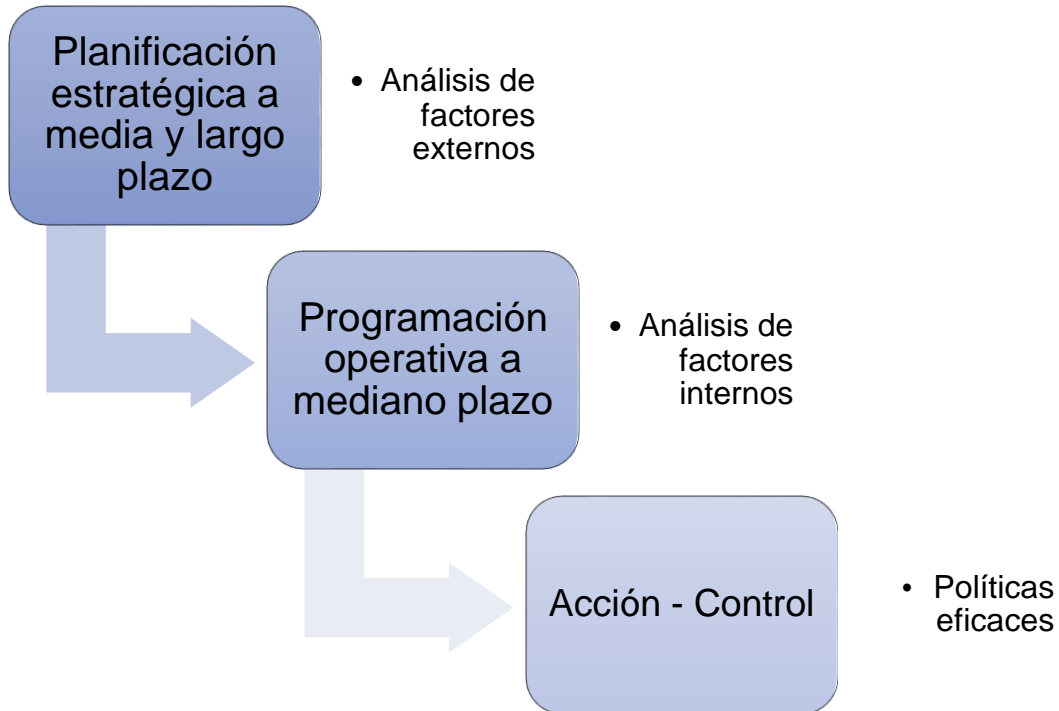 Planificación
estratégica a
media y largo
plazo
• Análisis de
factores
externos
Programación
operativa a
mediano plazo
• Análisis de
factores
internos
Acción - Control
• Políticas
eficaces